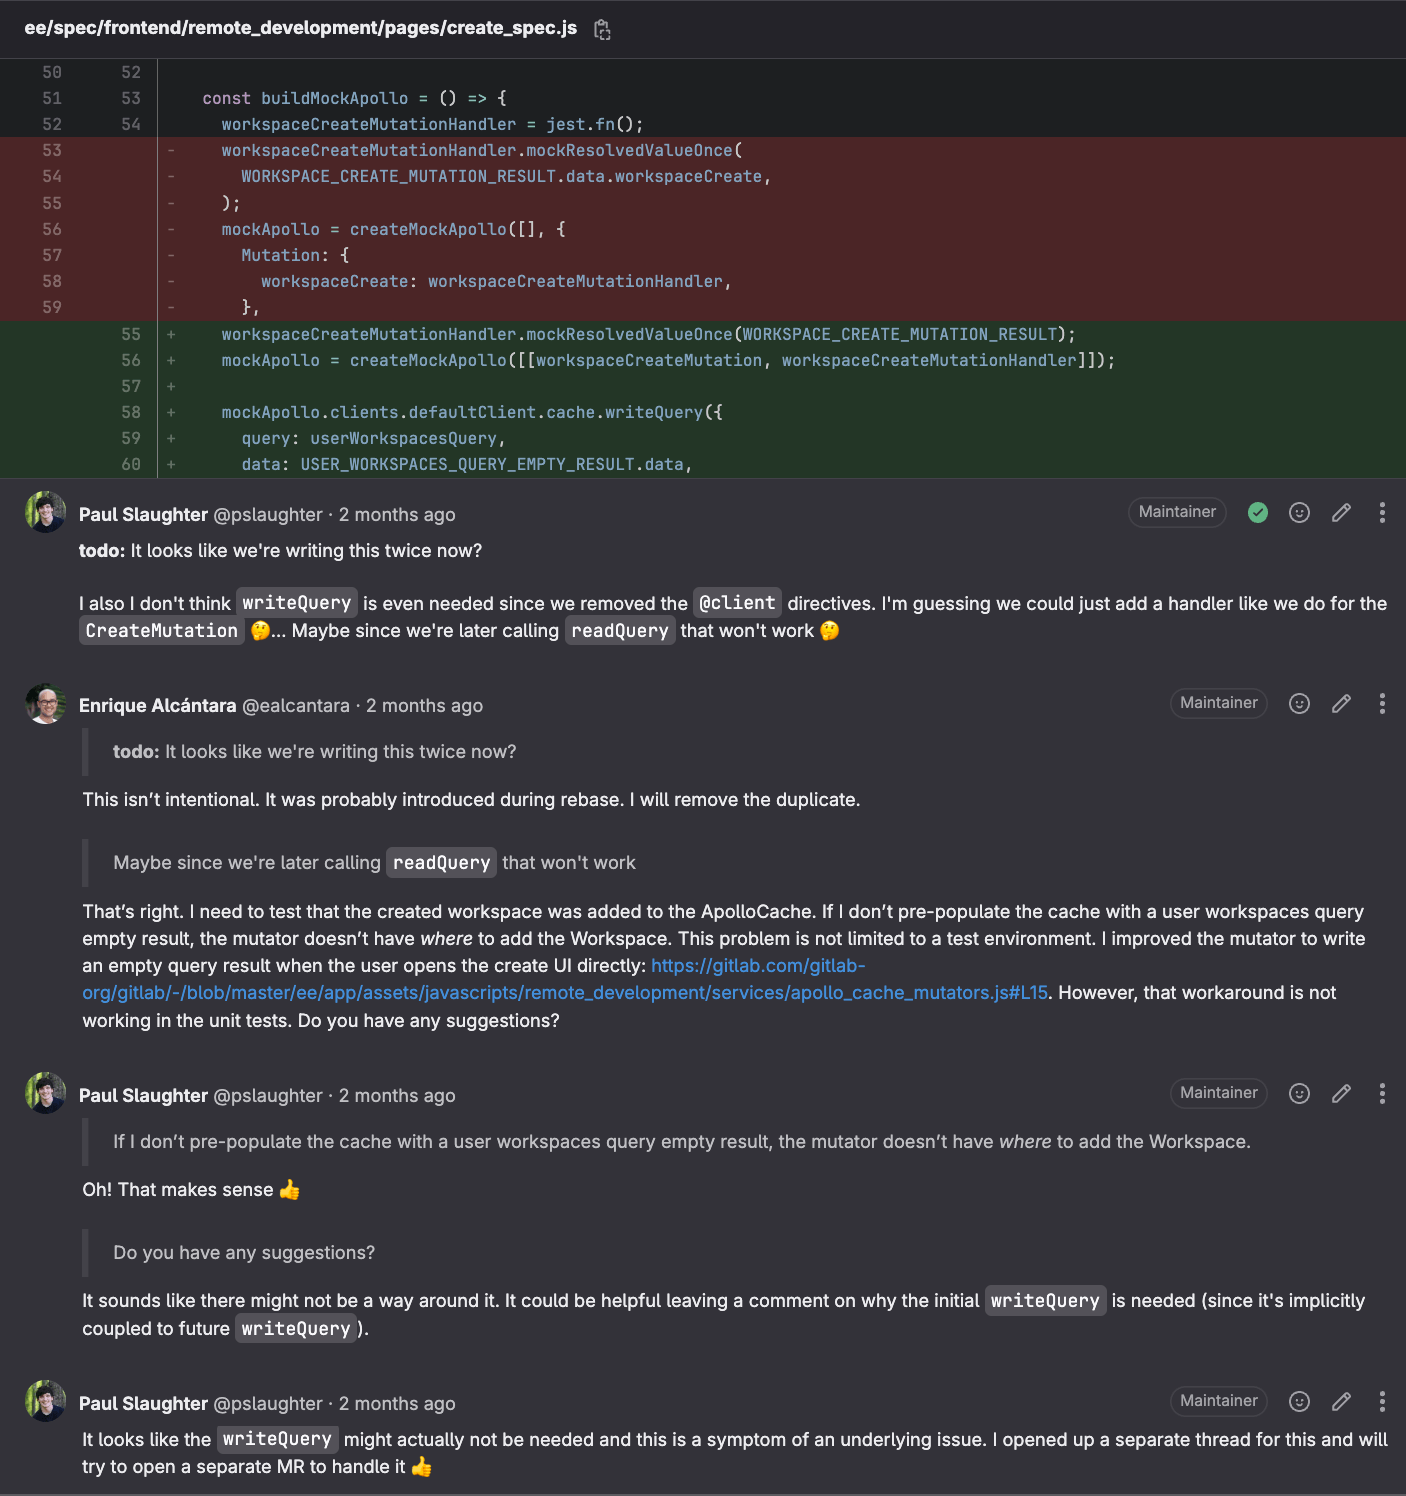 ee/spec/frontend/remote_development/pages/create_spec.js
50 52
51 53 const buildMockApollo = () => {
52 54 workspaceCreateMutationHandler = jest.fn();
53 - workspaceCreateMutationHandler.mockResolvedValueOnce(
54 - WORKSPACE_CREATE_MUTATION_RESULT.data.workspaceCreate,
55 - );
56 - mockApollo = createMockApollo([], {
57 - Mutation: {
58 - workspaceCreate: workspaceCreateMutationHandler,
59 - },
55 + workspaceCreateMutationHandler.mockResolvedValueOnce(WORKSPACE_CREATE_MUTATION_RESULT);
56 + mockApollo = createMockApollo([[workspaceCreateMutation, workspaceCreateMutationHandler]]);
57 +
58 + mockApollo.clients.defaultClient.cache.writeQuery({
59 + query: userWorkspacesQuery,
60 + data: USER_WORKSPACES_QUERY_EMPTY_RESULT.data,
Paul Slaughter @pslaughter · 2 months ago Maintainer
todo: It looks like we're writing this twice now?
I also I don't think writeQuery is even needed since we removed the @client directives. I'm guessing we could just add a handler like we do for the
CreateMutation 🤔... Maybe since we're later calling readQuery that won't work 🤔
Enrique Alcántara @ealcantara · 2 months ago Maintainer
todo: It looks like we're writing this twice now?
This isn’t intentional. It was probably introduced during rebase. I will remove the duplicate.
Maybe since we're later calling readQuery that won't work
That’s right. I need to test that the created workspace was added to the ApolloCache. If I don’t pre-populate the cache with a user workspaces query
empty result, the mutator doesn’t have where to add the Workspace. This problem is not limited to a test environment. I improved the mutator to write
an empty query result when the user opens the create UI directly: https://gitlab.com/gitlab-
org/gitlab/-/blob/master/ee/app/assets/javascripts/remote_development/services/apollo_cache_mutators.js#L15. However, that workaround is not
working in the unit tests. Do you have any suggestions?
Paul Slaughter @pslaughter · 2 months ago Maintainer
If I don’t pre-populate the cache with a user workspaces query empty result, the mutator doesn’t have where to add the Workspace.
Oh! That makes sense 👍
Do you have any suggestions?
It sounds like there might not be a way around it. It could be helpful leaving a comment on why the initial writeQuery is needed (since it's implicitly
coupled to future writeQuery ).
Paul Slaughter @pslaughter · 2 months ago Maintainer
It looks like the writeQuery might actually not be needed and this is a symptom of an underlying issue. I opened up a separate thread for this and will
try to open a separate MR to handle it 👍